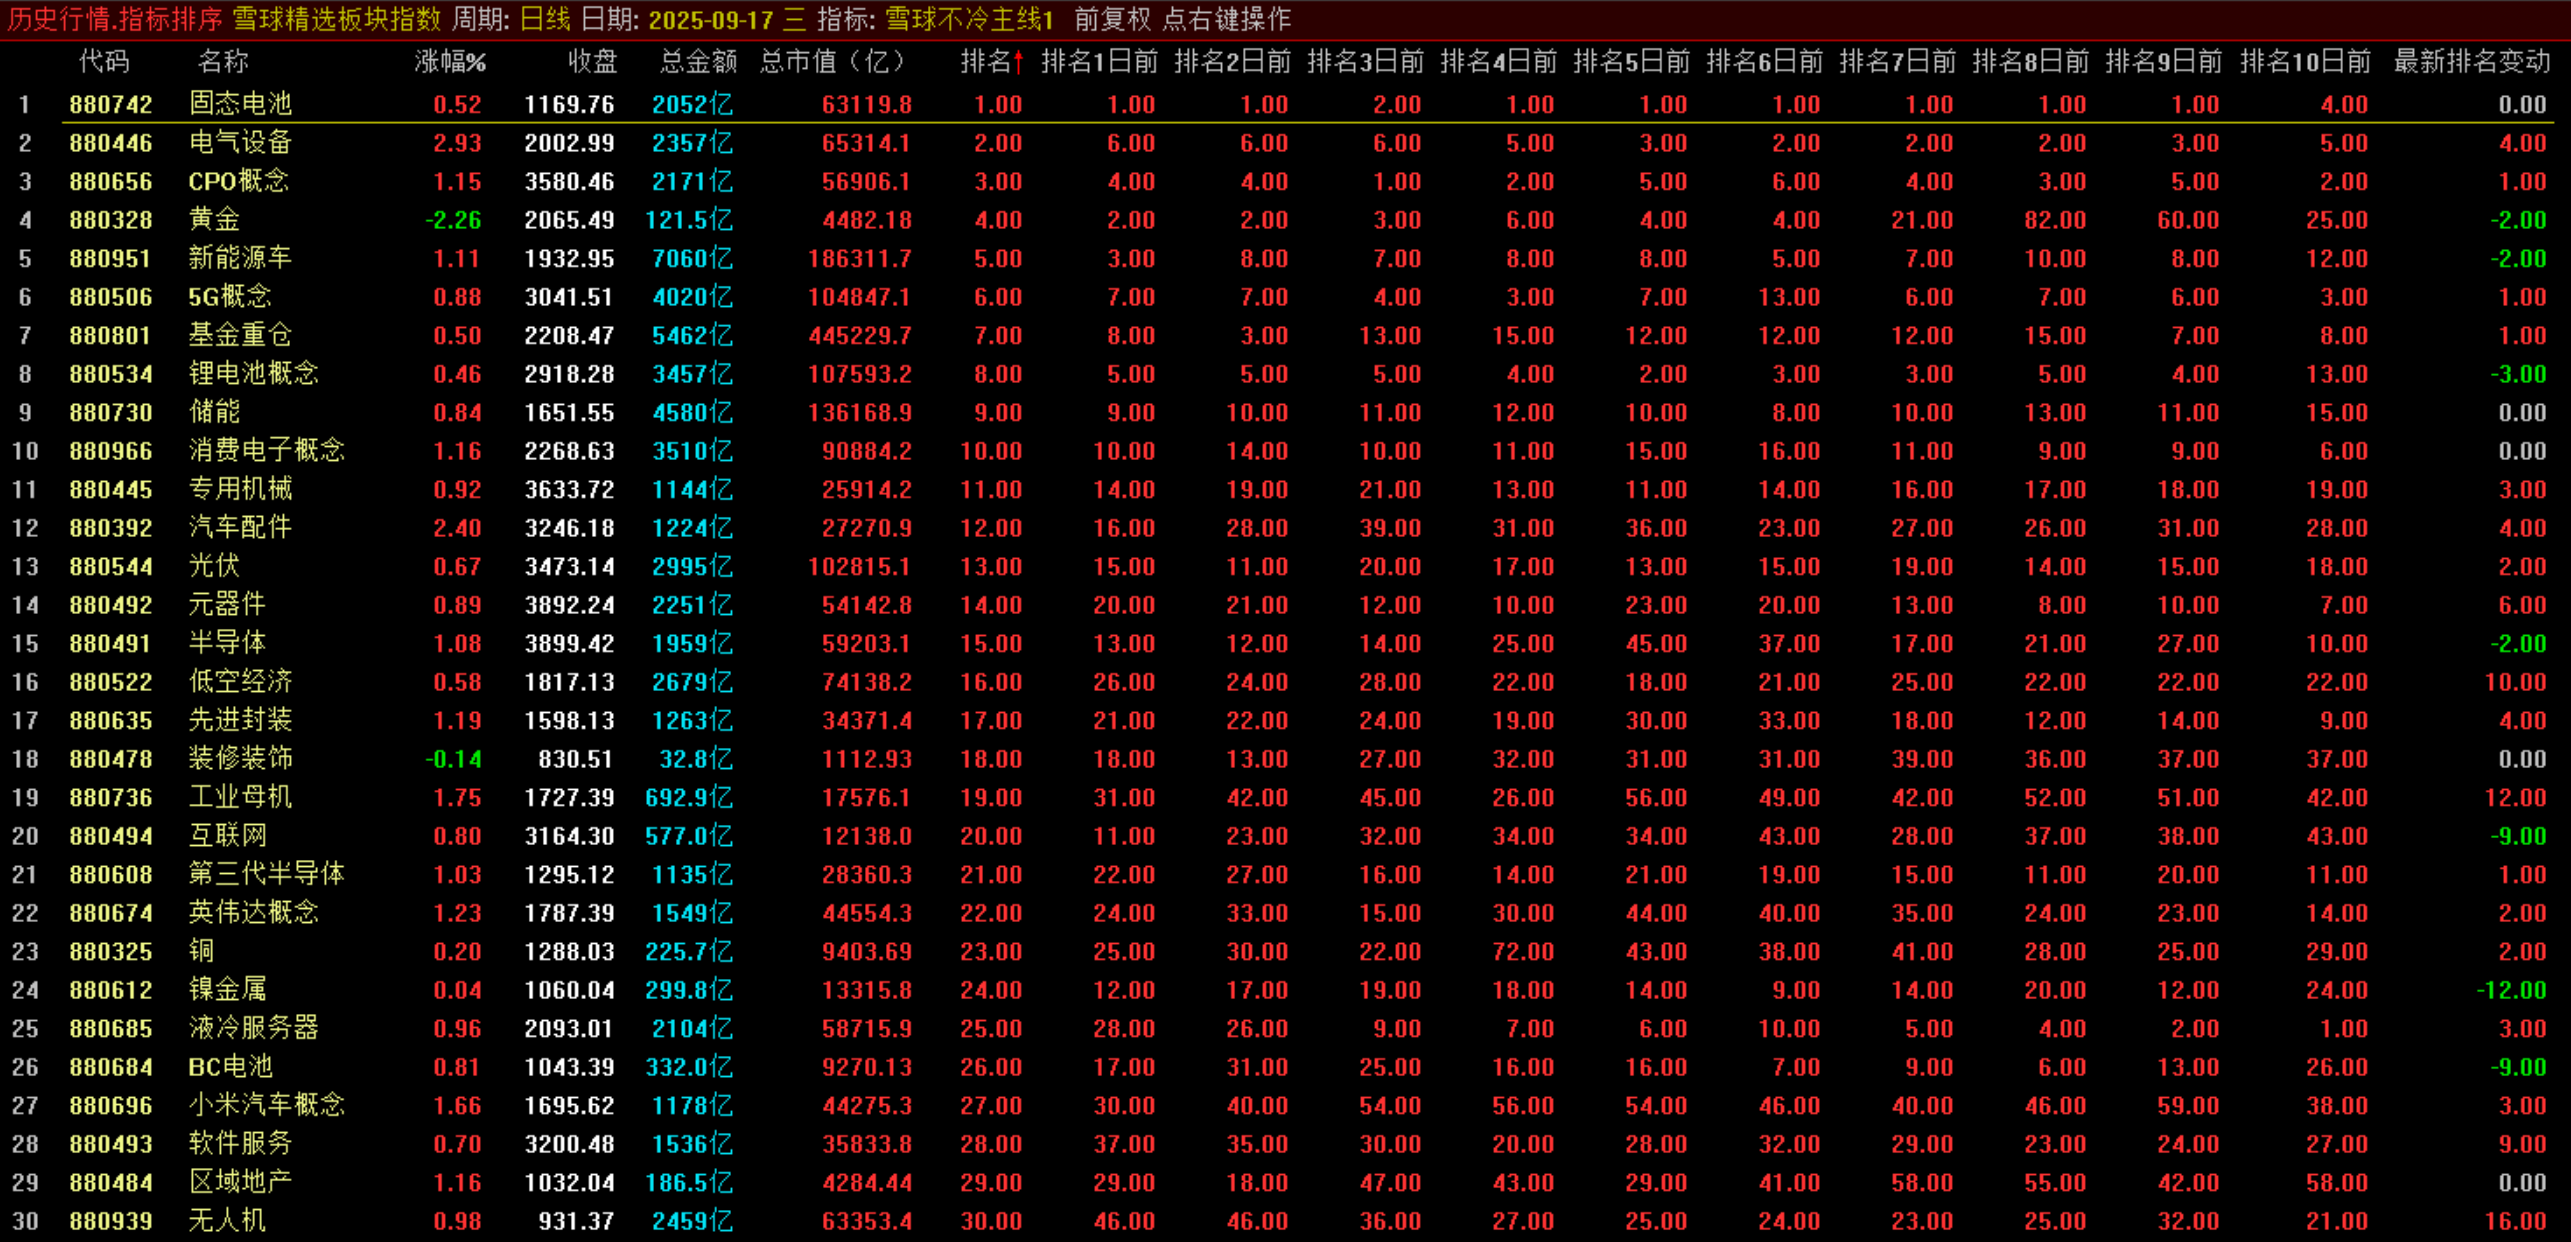 历史行情.指标排序 雪球精选板块指数 周期: 日线 日期: 2025-09-17 三 指标: 雪球不冷主线1 前复权 点右键操作
代码 名称 涨幅% 收盘 总金额 总市值（亿） 排名↑ 排名1日前 排名2日前 排名3日前 排名4日前 排名5日前 排名6日前 排名7日前 排名8日前 排名9日前 排名10日前 最新排名变动
1 880742 固态电池 0.52 1169.76 2052亿 63119.8 1.00 1.00 1.00 2.00 1.00 1.00 1.00 1.00 1.00 1.00 4.00 0.00
2 880446 电气设备 2.93 2002.99 2357亿 65314.1 2.00 6.00 6.00 6.00 5.00 3.00 2.00 2.00 2.00 3.00 5.00 4.00
3 880656 CPO概念 1.15 3580.46 2171亿 56906.1 3.00 4.00 4.00 1.00 2.00 5.00 6.00 4.00 3.00 5.00 2.00 1.00
4 880328 黄金 -2.26 2065.49 121.5亿 4482.18 4.00 2.00 2.00 3.00 6.00 4.00 4.00 21.00 82.00 60.00 25.00 -2.00
5 880951 新能源车 1.11 1932.95 7060亿 186311.7 5.00 3.00 8.00 7.00 8.00 8.00 5.00 7.00 10.00 8.00 12.00 -2.00
6 880506 5G概念 0.88 3041.51 4020亿 104847.1 6.00 7.00 7.00 4.00 3.00 7.00 13.00 6.00 7.00 6.00 3.00 1.00
7 880801 基金重仓 0.50 2208.47 5462亿 445229.7 7.00 8.00 3.00 13.00 15.00 12.00 12.00 12.00 15.00 7.00 8.00 1.00
8 880534 锂电池概念 0.46 2918.28 3457亿 107593.2 8.00 5.00 5.00 5.00 4.00 2.00 3.00 3.00 5.00 4.00 13.00 -3.00
9 880730 储能 0.84 1651.55 4580亿 136168.9 9.00 9.00 10.00 11.00 12.00 10.00 8.00 10.00 13.00 11.00 15.00 0.00
10 880966 消费电子概念 1.16 2268.63 3510亿 90884.2 10.00 10.00 14.00 10.00 11.00 15.00 16.00 11.00 9.00 9.00 6.00 0.00
11 880445 专用机械 0.92 3633.72 1144亿 25914.2 11.00 14.00 19.00 21.00 13.00 11.00 14.00 16.00 17.00 18.00 19.00 3.00
12 880392 汽车配件 2.40 3246.18 1224亿 27270.9 12.00 16.00 28.00 39.00 31.00 36.00 23.00 27.00 26.00 31.00 28.00 4.00
13 880544 光伏 0.67 3473.14 2995亿 102815.1 13.00 15.00 11.00 20.00 17.00 13.00 15.00 19.00 14.00 15.00 18.00 2.00
14 880492 元器件 0.89 3892.24 2251亿 54142.8 14.00 20.00 21.00 12.00 10.00 23.00 20.00 13.00 8.00 10.00 7.00 6.00
15 880491 半导体 1.08 3899.42 1959亿 59203.1 15.00 13.00 12.00 14.00 25.00 45.00 37.00 17.00 21.00 27.00 10.00 -2.00
16 880522 低空经济 0.58 1817.13 2679亿 74138.2 16.00 26.00 24.00 28.00 22.00 18.00 21.00 25.00 22.00 22.00 22.00 10.00
17 880635 先进封装 1.19 1598.13 1263亿 34371.4 17.00 21.00 22.00 24.00 19.00 30.00 33.00 18.00 12.00 14.00 9.00 4.00
18 880478 装修装饰 -0.14 830.51 32.8亿 1112.93 18.00 18.00 13.00 27.00 32.00 31.00 31.00 39.00 36.00 37.00 37.00 0.00
19 880736 工业母机 1.75 1727.39 692.9亿 17576.1 19.00 31.00 42.00 45.00 26.00 56.00 49.00 42.00 52.00 51.00 42.00 12.00
20 880494 互联网 0.80 3164.30 577.0亿 12138.0 20.00 11.00 23.00 32.00 34.00 34.00 43.00 28.00 37.00 38.00 43.00 -9.00
21 880608 第三代半导体 1.03 1295.12 1135亿 28360.3 21.00 22.00 27.00 16.00 14.00 21.00 19.00 15.00 11.00 20.00 11.00 1.00
22 880674 英伟达概念 1.23 1787.39 1549亿 44554.3 22.00 24.00 33.00 15.00 30.00 44.00 40.00 35.00 24.00 23.00 14.00 2.00
23 880325 铜 0.20 1288.03 225.7亿 9403.69 23.00 25.00 30.00 22.00 72.00 43.00 38.00 41.00 28.00 25.00 29.00 2.00
24 880612 镍金属 0.04 1060.04 299.8亿 13315.8 24.00 12.00 17.00 19.00 18.00 14.00 9.00 14.00 20.00 12.00 24.00 -12.00
25 880685 液冷服务器 0.96 2093.01 2104亿 58715.9 25.00 28.00 26.00 9.00 7.00 6.00 10.00 5.00 4.00 2.00 1.00 3.00
26 880684 BC电池 0.81 1043.39 332.0亿 9270.13 26.00 17.00 31.00 25.00 16.00 16.00 7.00 9.00 6.00 13.00 26.00 -9.00
27 880696 小米汽车概念 1.66 1695.62 1178亿 44275.3 27.00 30.00 40.00 54.00 56.00 54.00 46.00 40.00 46.00 59.00 38.00 3.00
28 880493 软件服务 0.70 3200.48 1536亿 35833.8 28.00 37.00 35.00 30.00 20.00 28.00 32.00 29.00 23.00 24.00 27.00 9.00
29 880484 区域地产 1.16 1032.04 186.5亿 4284.44 29.00 29.00 18.00 47.00 43.00 29.00 41.00 58.00 55.00 42.00 58.00 0.00
30 880939 无人机 0.98 931.37 2459亿 63353.4 30.00 46.00 46.00 36.00 27.00 25.00 24.00 23.00 25.00 32.00 21.00 16.00